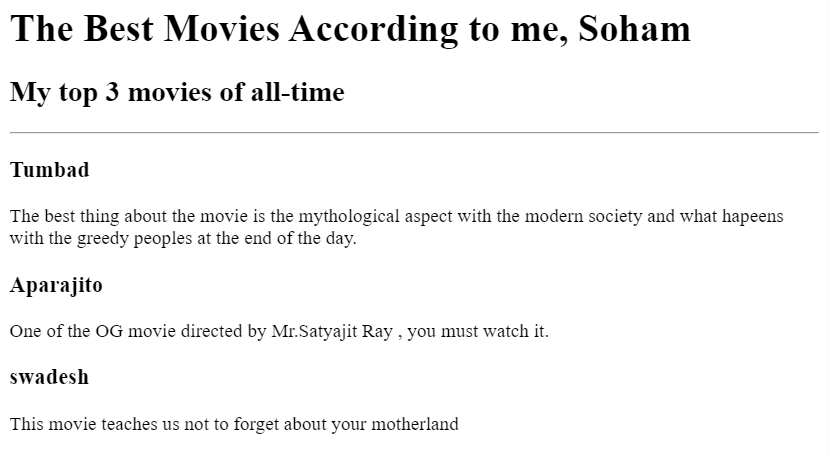 The Best Movies According to me, Soham
My top 3 movies of all-time
Tumbad
The best thing about the movie is the mythological aspect with the modern society and what hapeens
with the greedy peoples at the end of the day.
Aparajito
One of the OG movie directed by Mr.Satyajit Ray , you must watch it.
swadesh
This movie teaches us not to forget about your motherland